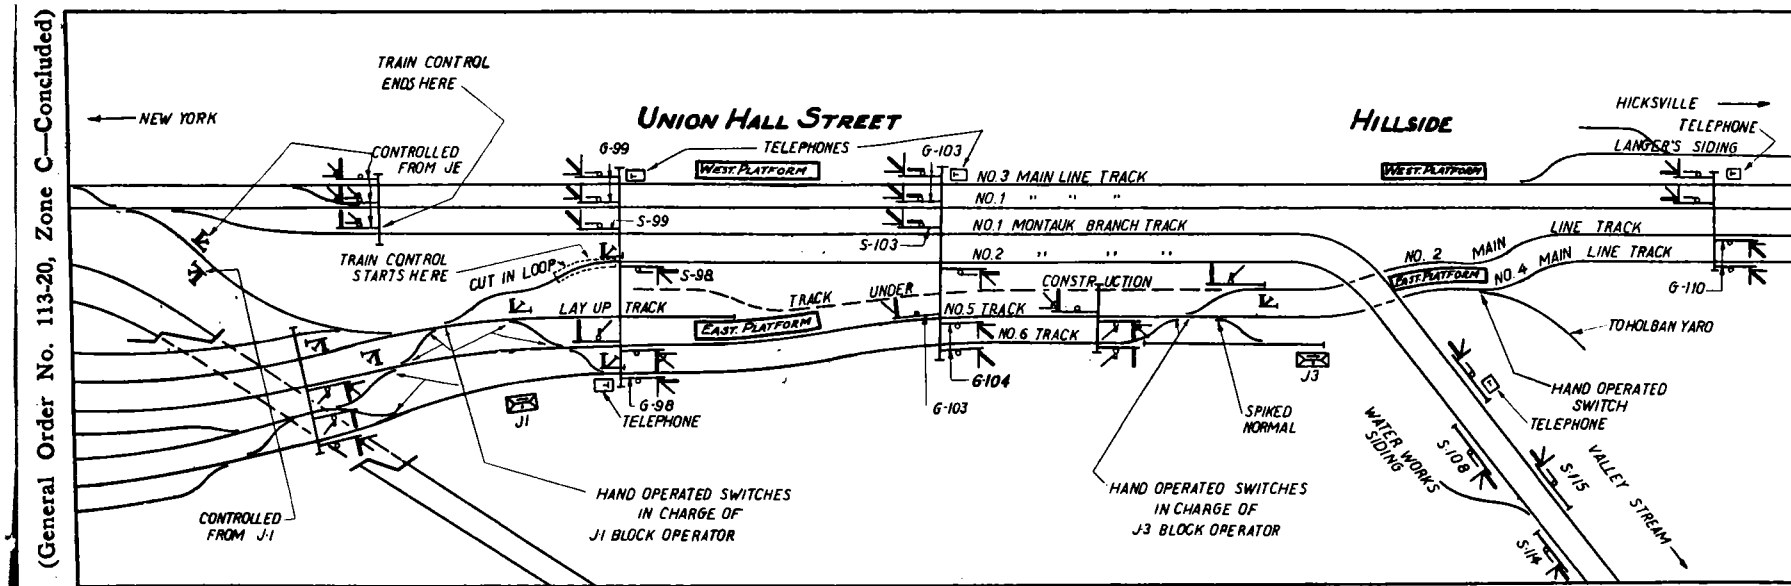 (General Order No. 113-20, Zone C—Concluded)
NEW YORK
TRAIN CONTROL
ENDS HERE
CONTROLLED
FROM JE
UNION HALL STREET
HILLSIDE
HICKSVILLE
TELEPHONE
LANGER'S SIDING
G-99
TELEPHONES
G-103
WEST. PLATFORM
NO. 3 MAIN LINE TRACK
WEST. PLATFORM
NO. 1 " " "
S-99
S-103
NO. 1 MONTAUK BRANCH TRACK
NO. 2 " " "
TRAIN CONTROL
STARTS HERE
CUT IN LOOP
S-98
NO. 2 MAIN LINE TRACK
EAST. PLATFORM
NO. 4 MAIN LINE TRACK
G-110
TRACK UNDER CONSTRUCTION
LAY UP TRACK
EAST. PLATFORM
NO. 5 TRACK
NO. 6 TRACK
TO HOLBAN YARD
J3
G-104
G-103
J1
G-98
TELEPHONE
SPIKED
NORMAL
HAND OPERATED
SWITCH
TELEPHONE
WATER WORKS
SIDING
S-108
S-115
VALLEY STREAM
S-114
CONTROLLED
FROM J-1
HAND OPERATED SWITCHES
IN CHARGE OF
J-1 BLOCK OPERATOR
HAND OPERATED SWITCHES
IN CHARGE OF
J-3 BLOCK OPERATOR